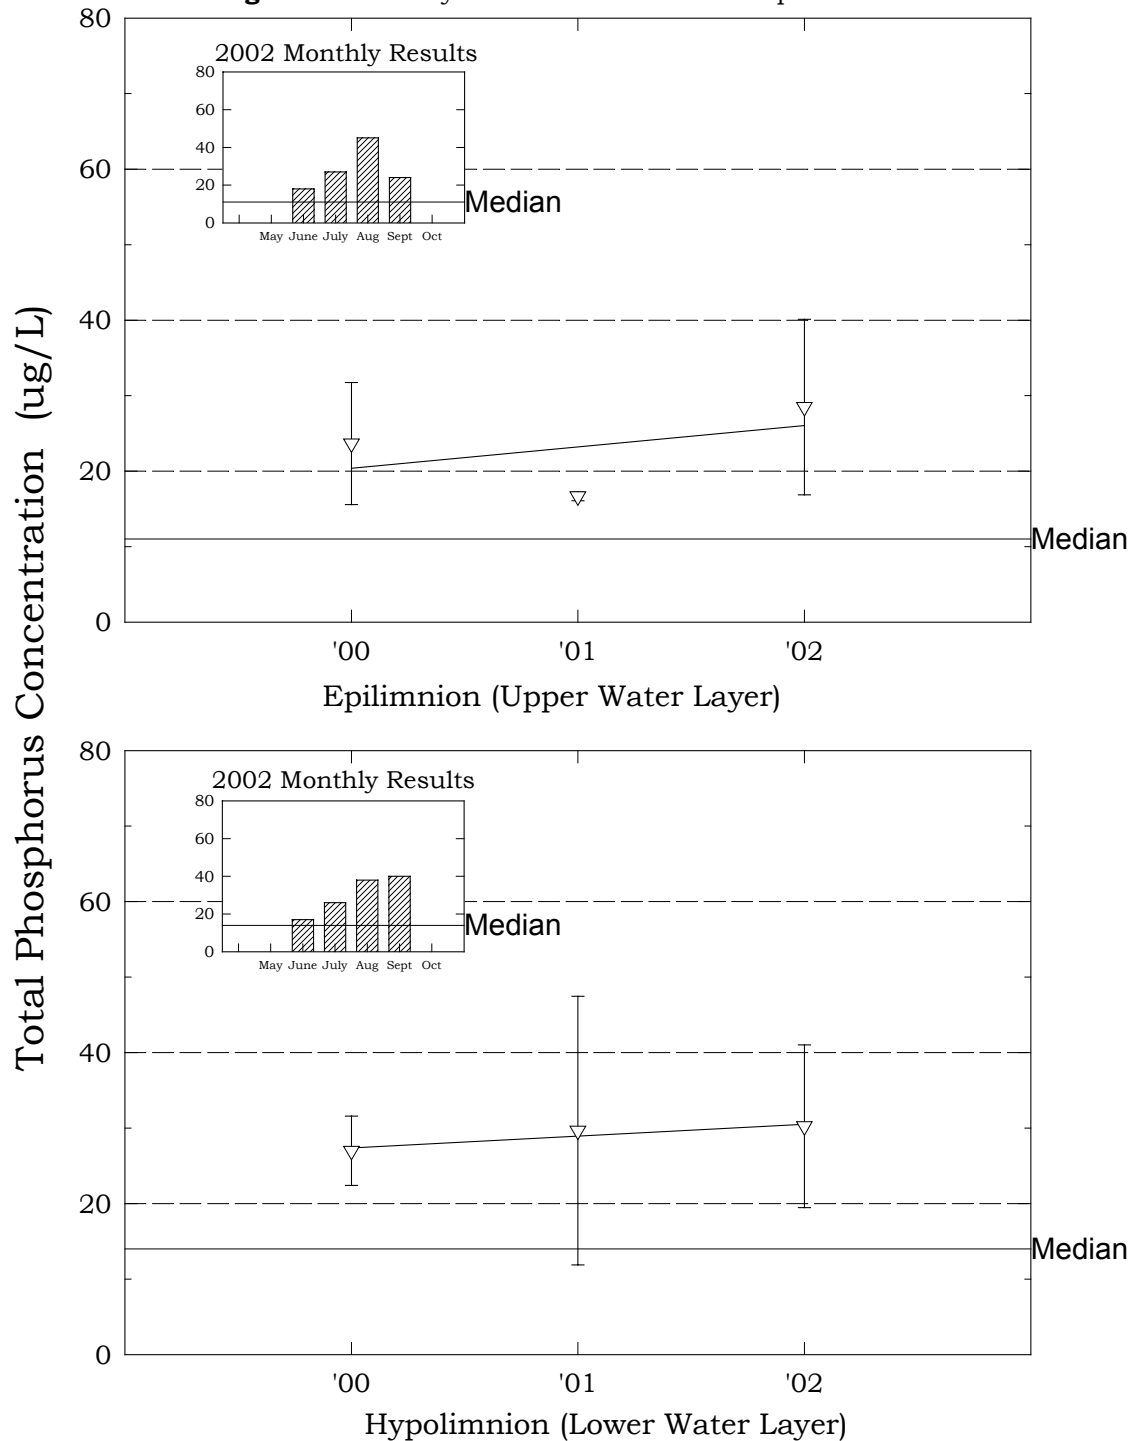 80
2002 Monthly Results
80
60
40
20
0
May June July Aug Sept Oct
Median
60
40
20
0
Median
'00 '01 '02
Epilimnion (Upper Water Layer)
Total Phosphorus Concentration (ug/L)
80
2002 Monthly Results
80
60
40
20
0
May June July Aug Sept Oct
Median
60
40
20
0
Median
'00 '01 '02
Hypolimnion (Lower Water Layer)